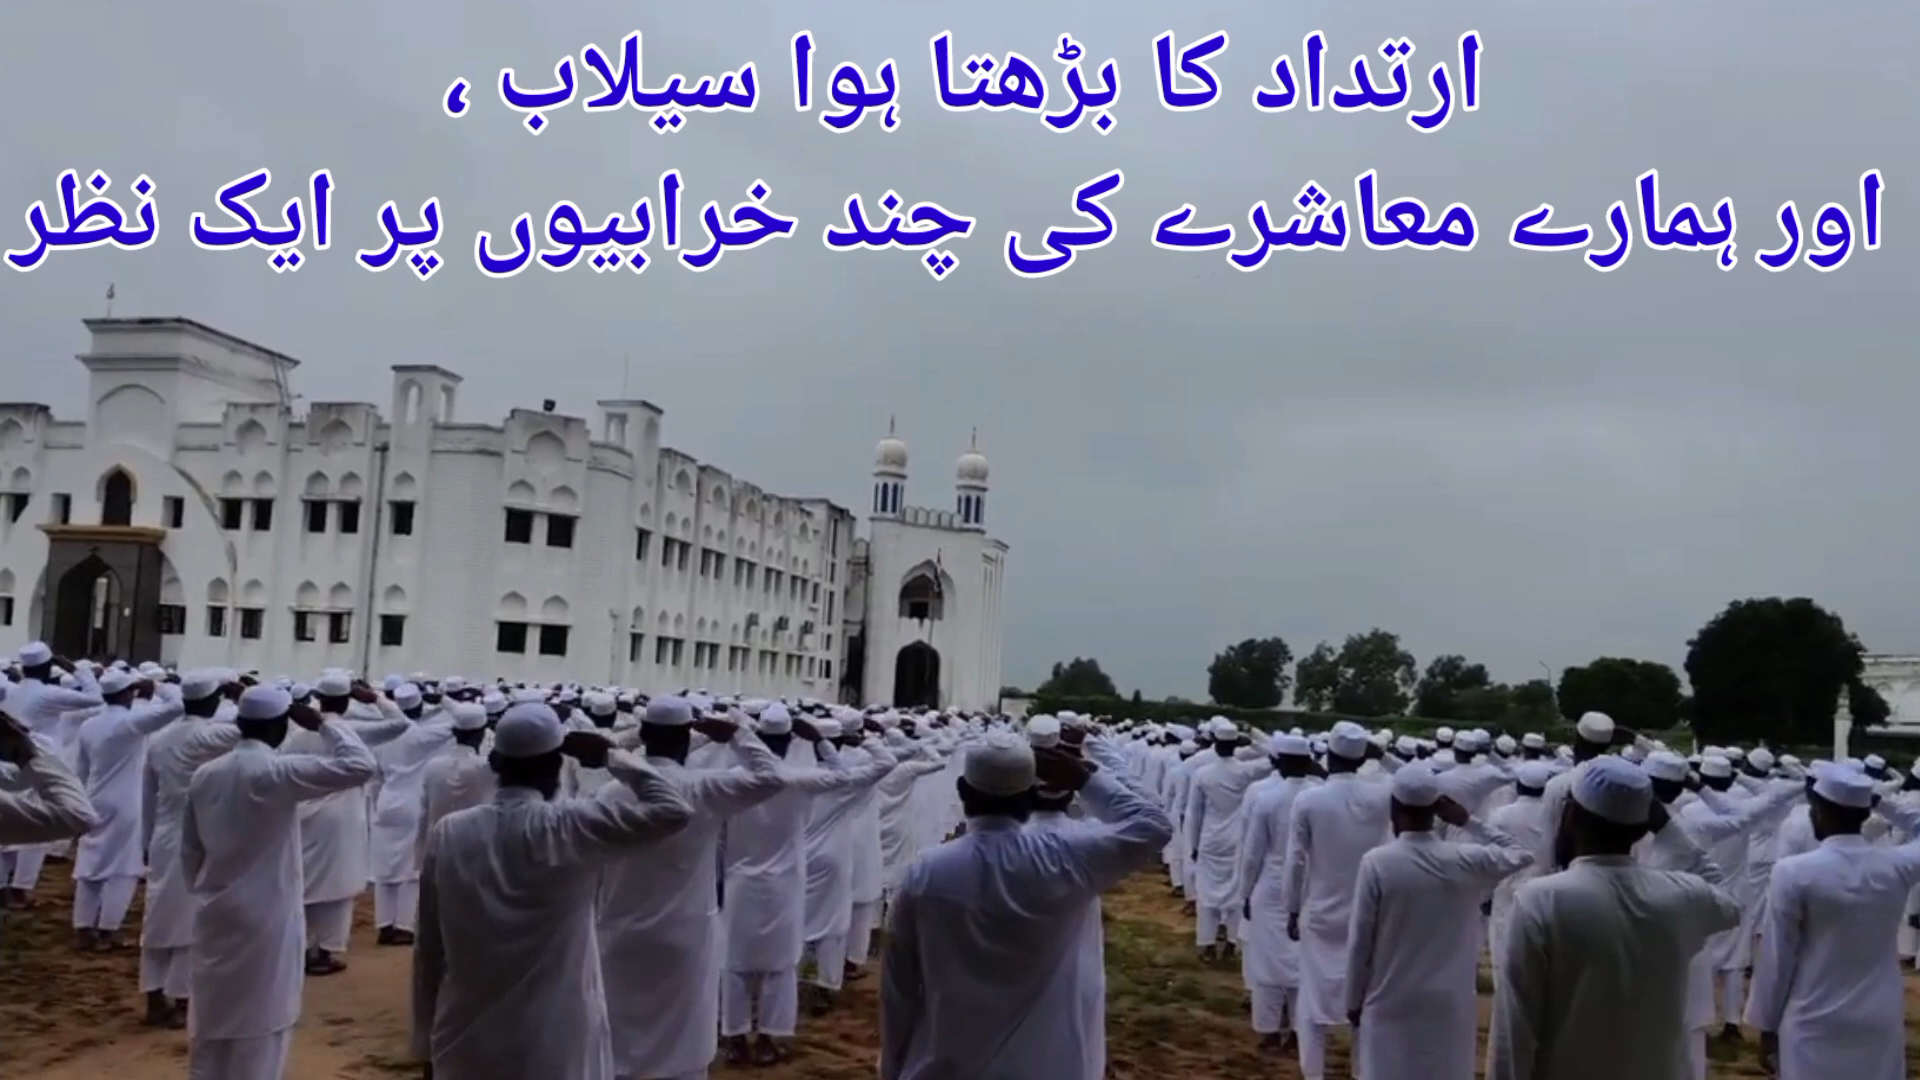 ارتداد کا بڑھتا ہوا سیلاب ،
اور ہمارے معاشرے کی چند خرابیوں پر ایک نظر